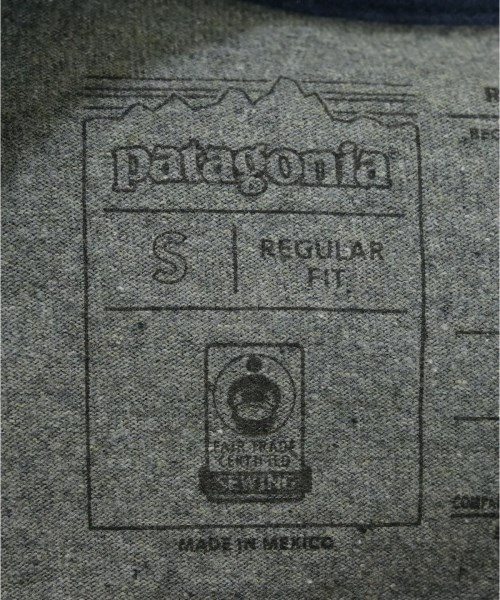 patagonia
S
REGULAR
FIT
FAIR TRADE
CERTIFIED
SEWING
MADE IN MEXICO